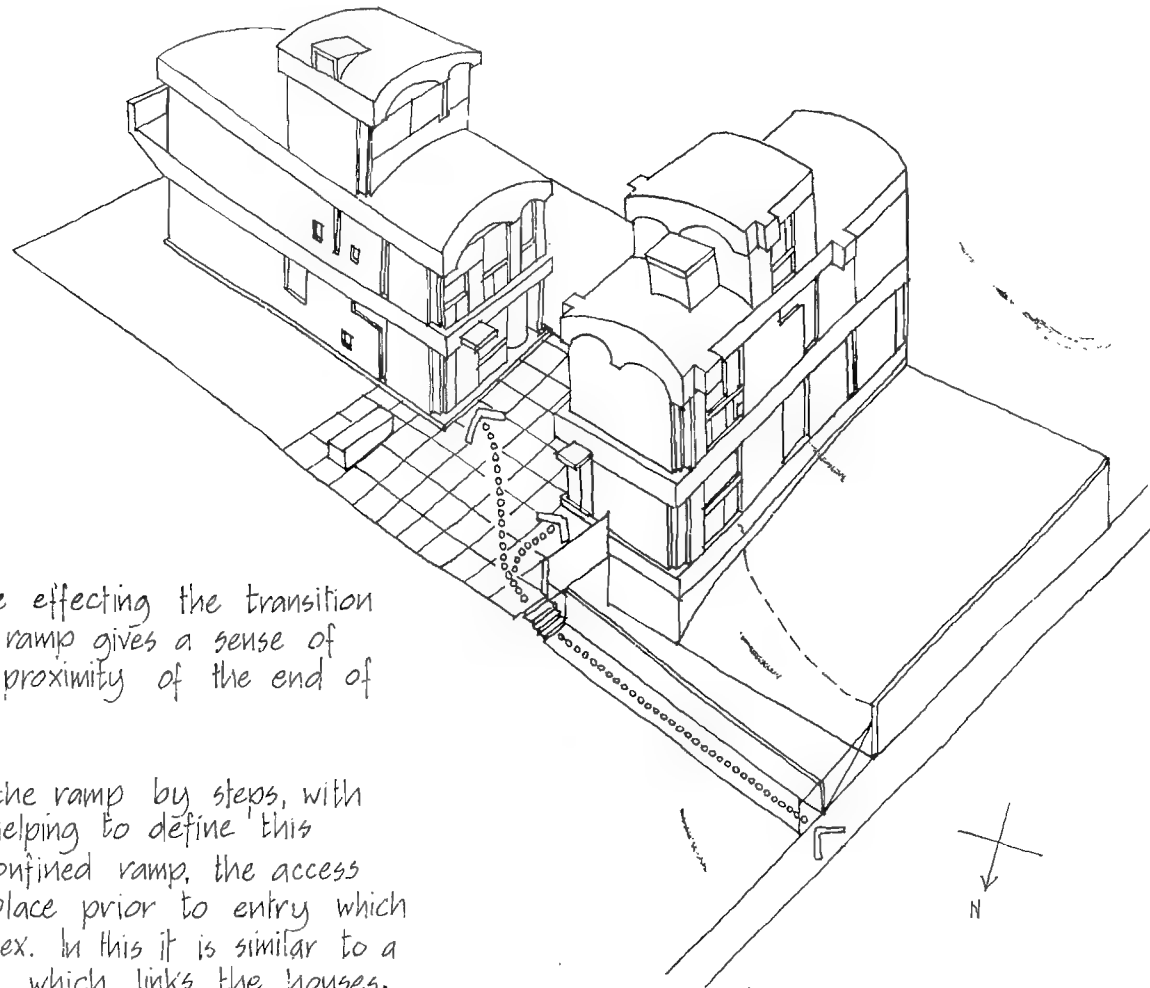 e effecting the transition
ramp gives a sense of
proximity of the end of
the ramp by steps, with
elping to define this
onfined ramp, the access
place prior to entry which
ex. In this it is similar to a
which links the houses.
N